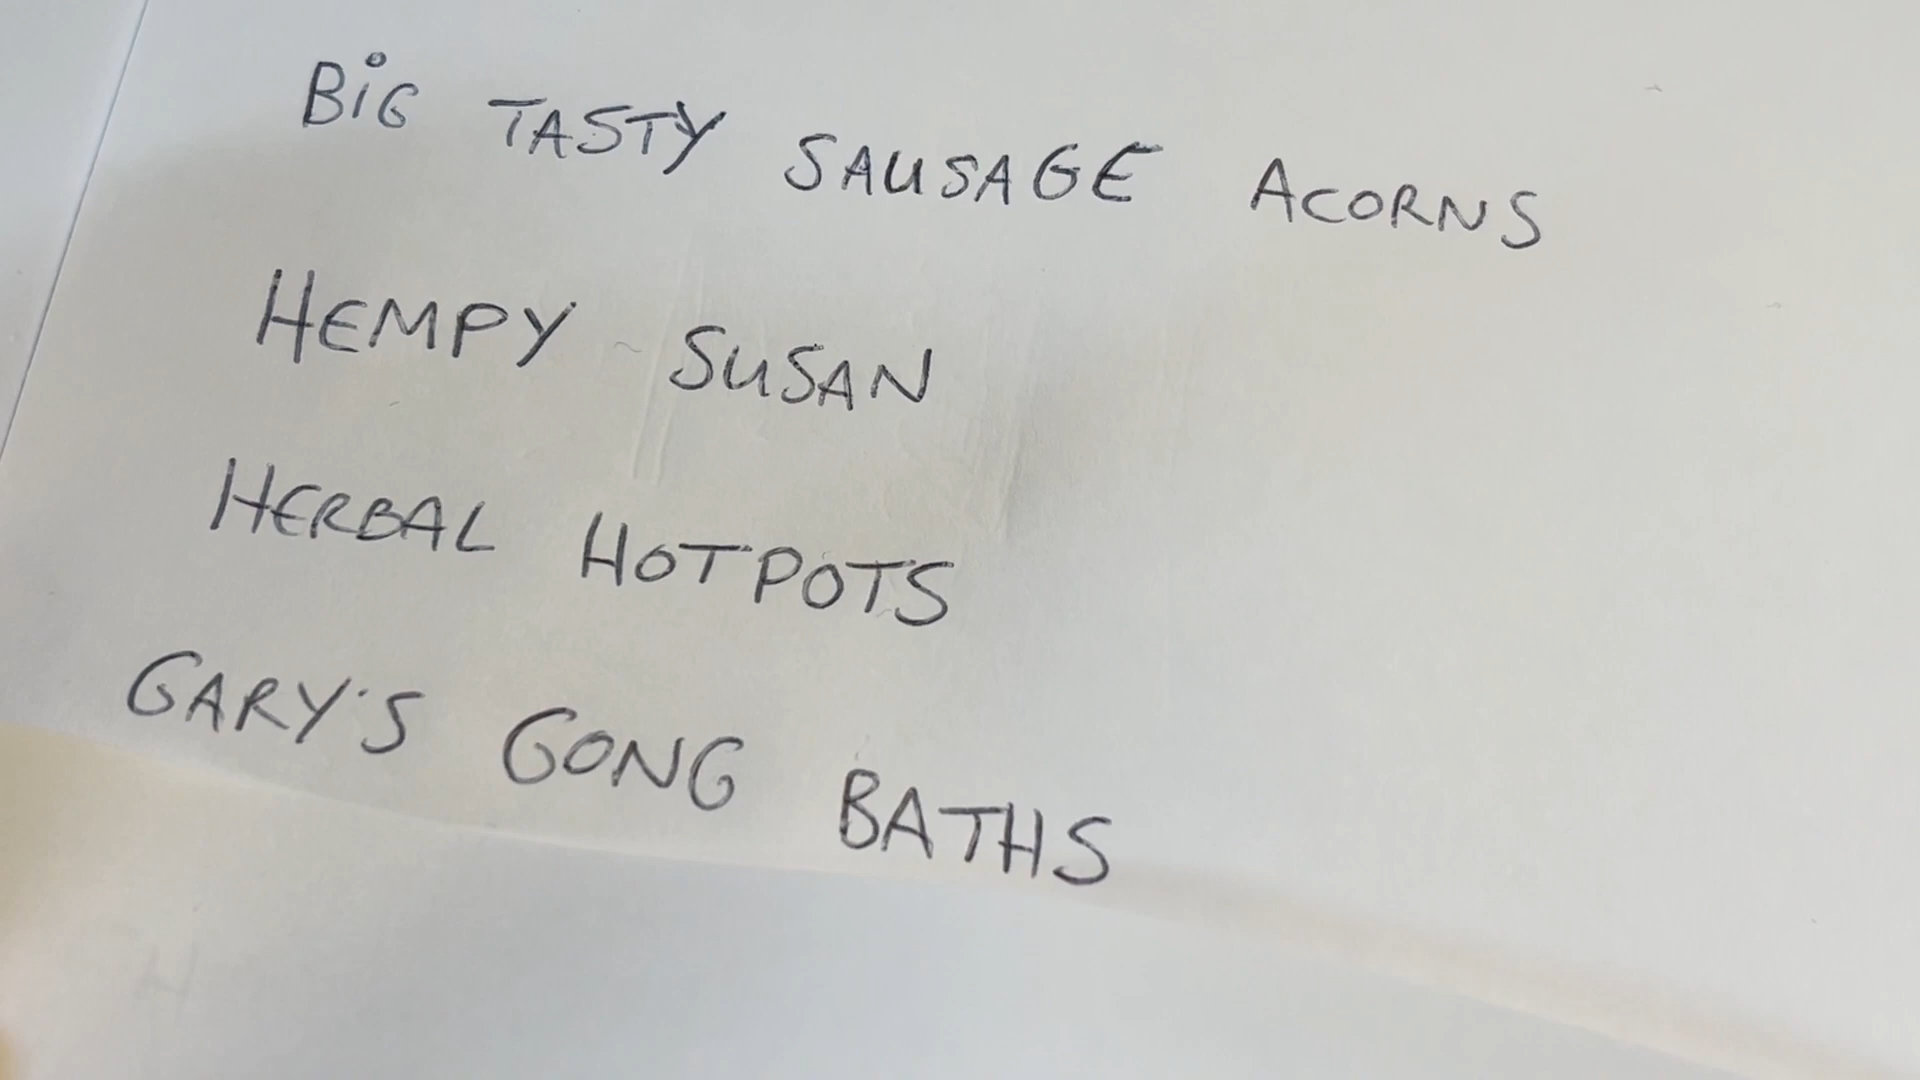 BiG TASTY SAUSAGE ACORNS
HEMPY SUSAN
HERBAL HOTPOTS
GARY'S GONG BATHS